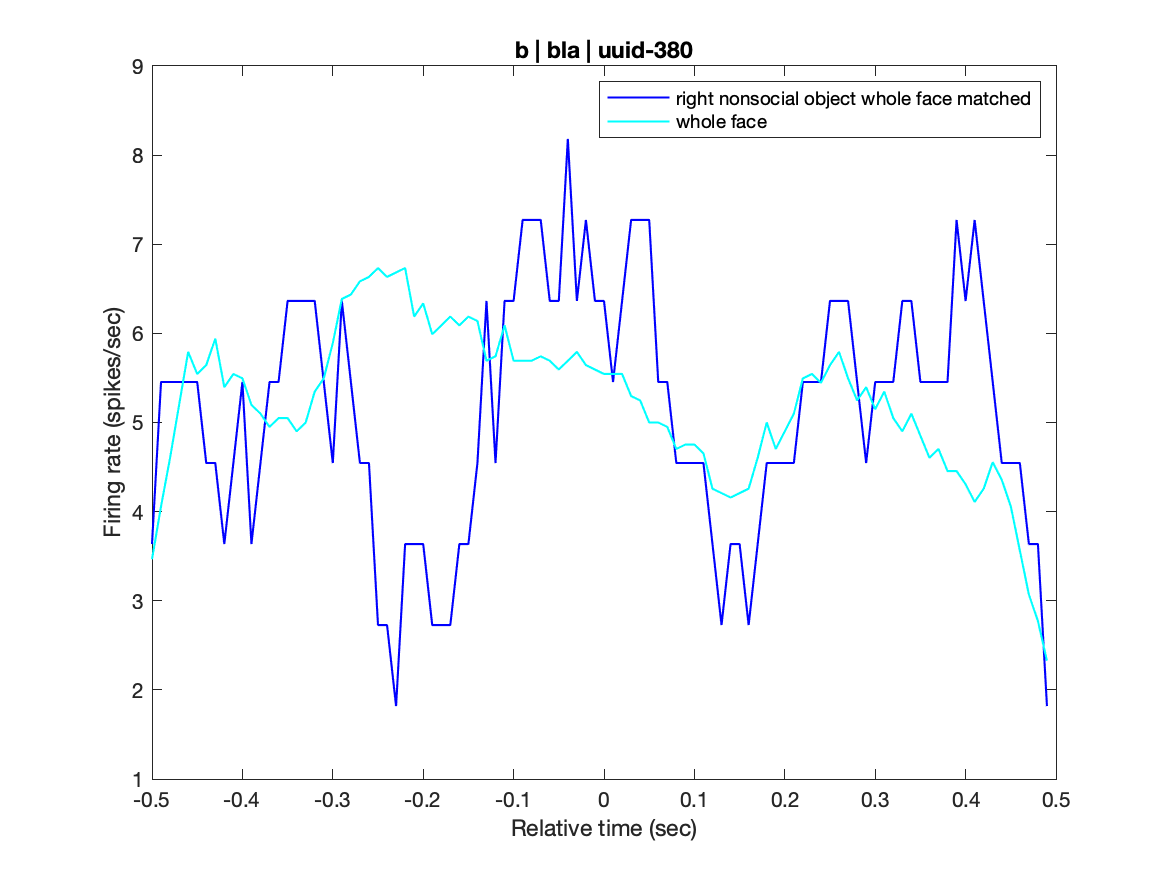 b | bla | uuid-380
right nonsocial object whole face matched
whole face
Firing rate (spikes/sec)
9
8
7
6
5
4
3
2
1
-0.5 -0.4 -0.3 -0.2 -0.1 0 0.1 0.2 0.3 0.4 0.5
Relative time (sec)